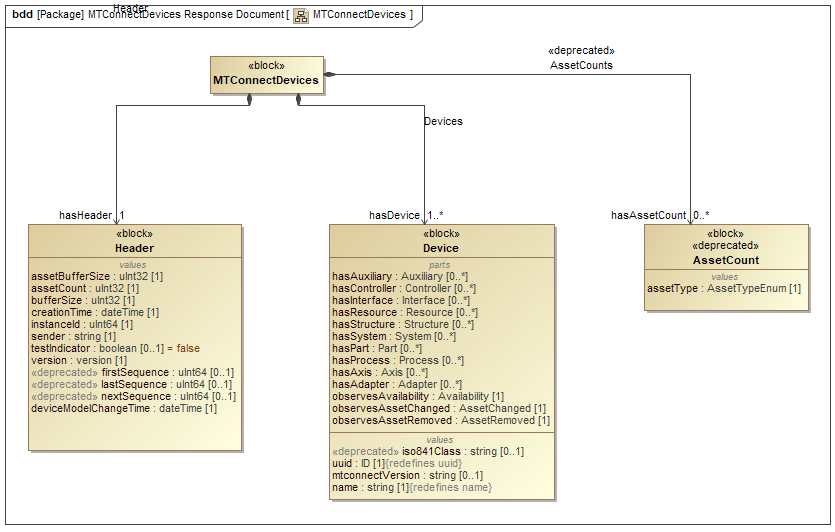 Header
bdd [Package] MTConnectDevices Response Document [ MTConnectDevices ]
«deprecated»
AssetCounts
«block»
MTConnectDevices
Devices
hasHeader 1
hasDevice 1..*
hasAssetCount 0..*
«block»
Header
values
assetBufferSize : uInt32 [1]
assetCount : uInt32 [1]
bufferSize : uInt32 [1]
creationTime : dateTime [1]
instanceId : uInt64 [1]
sender : string [1]
testIndicator : boolean [0..1] = false
version : version [1]
«deprecated» firstSequence : uInt64 [0..1]
«deprecated» lastSequence : uInt64 [0..1]
«deprecated» nextSequence : uInt64 [0..1]
deviceModelChangeTime : dateTime [1]
«block»
Device
parts
hasAuxiliary : Auxiliary [0..*]
hasController : Controller [0..*]
hasInterface : Interface [0..*]
hasResource : Resource [0..*]
hasStructure : Structure [0..*]
hasSystem : System [0..*]
hasPart : Part [0..*]
hasProcess : Process [0..*]
hasAxis : Axis [0..*]
hasAdapter : Adapter [0..*]
observesAvailability : Availability [1]
observesAssetChanged : AssetChanged [1]
observesAssetRemoved : AssetRemoved [1]
values
«deprecated» iso841Class : string [0..1]
uuid : ID [1]{redefines uuid}
mtconnectVersion : string [0..1]
name : string [1]{redefines name}
«block»
«deprecated»
AssetCount
values
assetType : AssetTypeEnum [1]